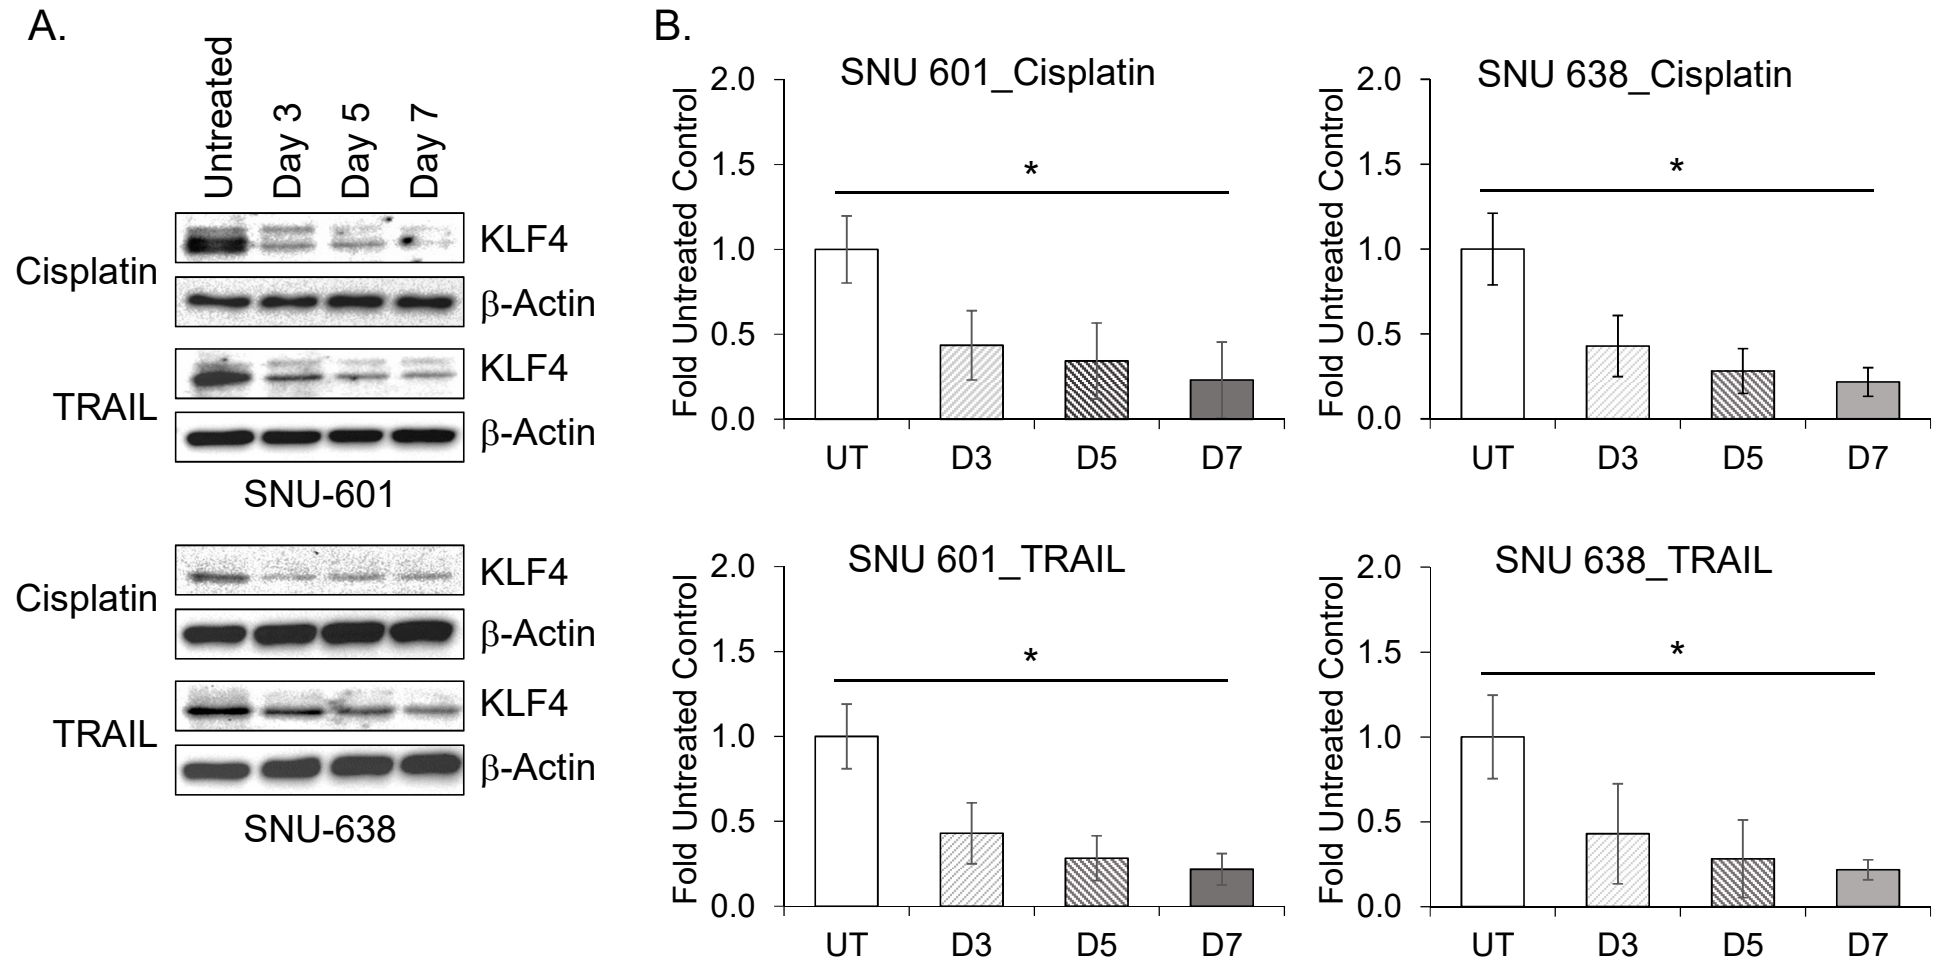 A.
Untreated
Day 3
Day 5
Day 7
Cisplatin
KLF4
β-Actin
TRAIL
KLF4
β-Actin
SNU-601
Cisplatin
KLF4
β-Actin
TRAIL
KLF4
β-Actin
SNU-638
B.
SNU 601_Cisplatin
Fold Untreated Control
2.0
1.5
1.0
0.5
0.0
*
UT D3 D5 D7
SNU 638_Cisplatin
Fold Untreated Control
2.0
1.5
1.0
0.5
0.0
*
UT D3 D5 D7
SNU 601_TRAIL
Fold Untreated Control
2.0
1.5
1.0
0.5
0.0
*
UT D3 D5 D7
SNU 638_TRAIL
Fold Untreated Control
2.0
1.5
1.0
0.5
0.0
*
UT D3 D5 D7